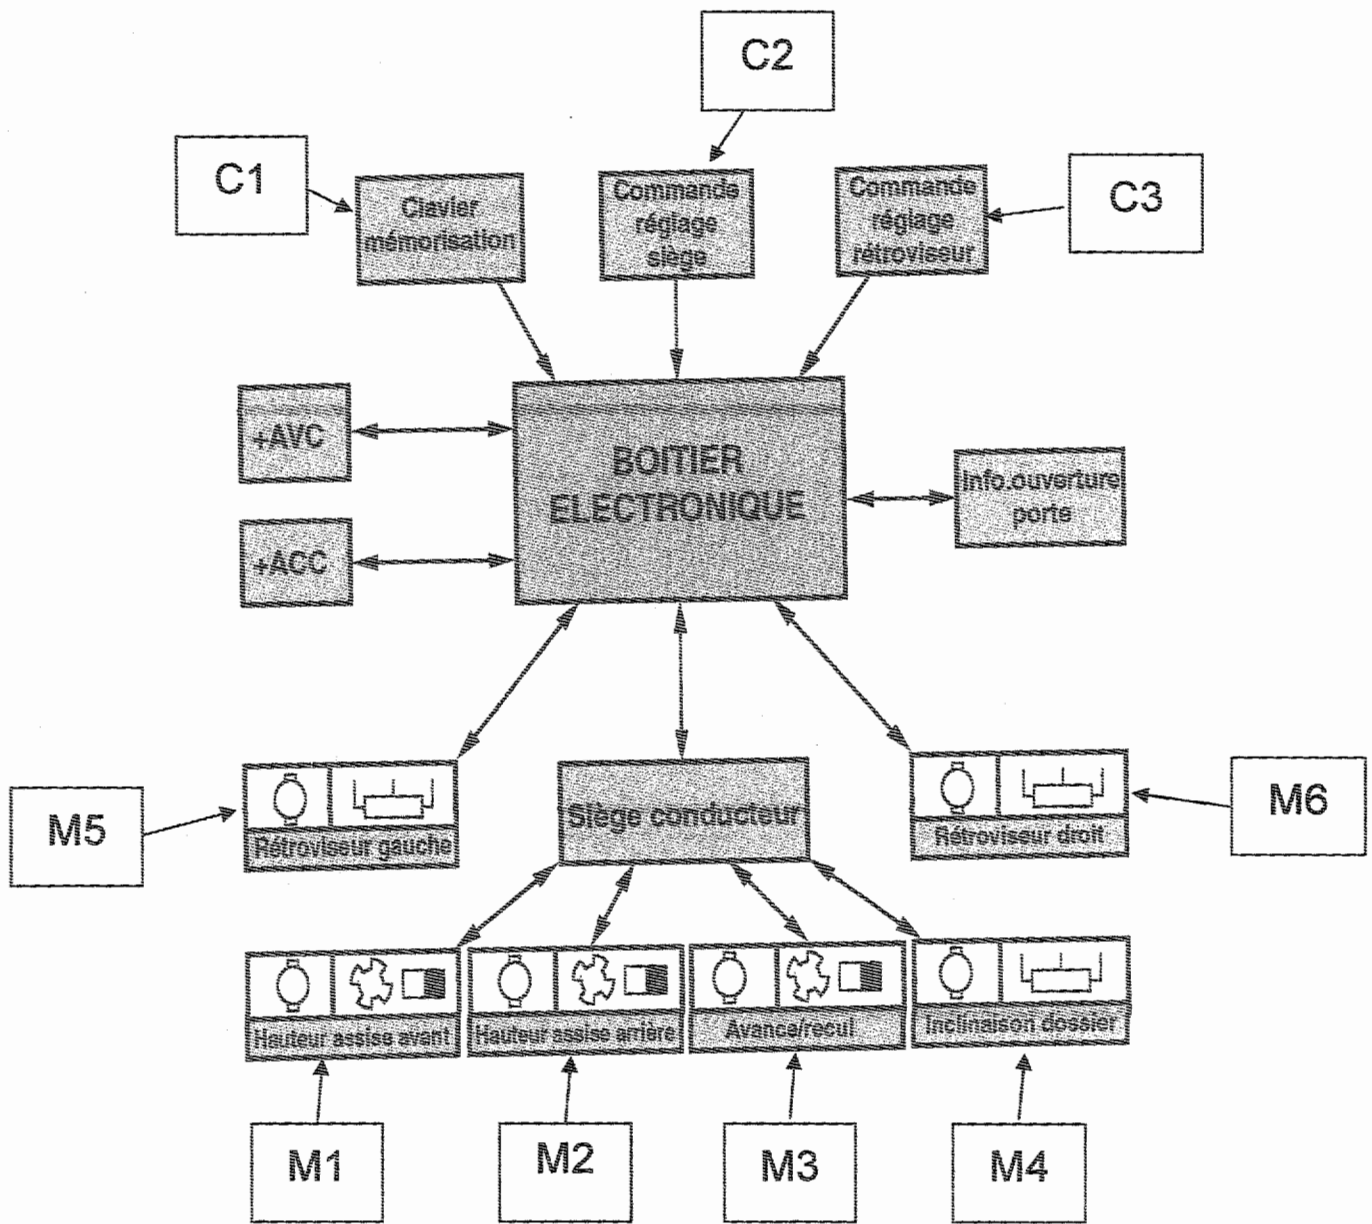 C2
C1
C3
Clavier
mémorisation
Commande
réglage
siège
Commande
réglage
rétroviseur
+AVC
BOITIER
ELECTRONIQUE
Info.ouverture
porte
+ACC
M5
Rétroviseur gauche
Siège conducteur
Rétroviseur droit
M6
Hauteur assise avant
Hauteur assise arrière
Avance/recul
Inclinaison dossier
M1
M2
M3
M4